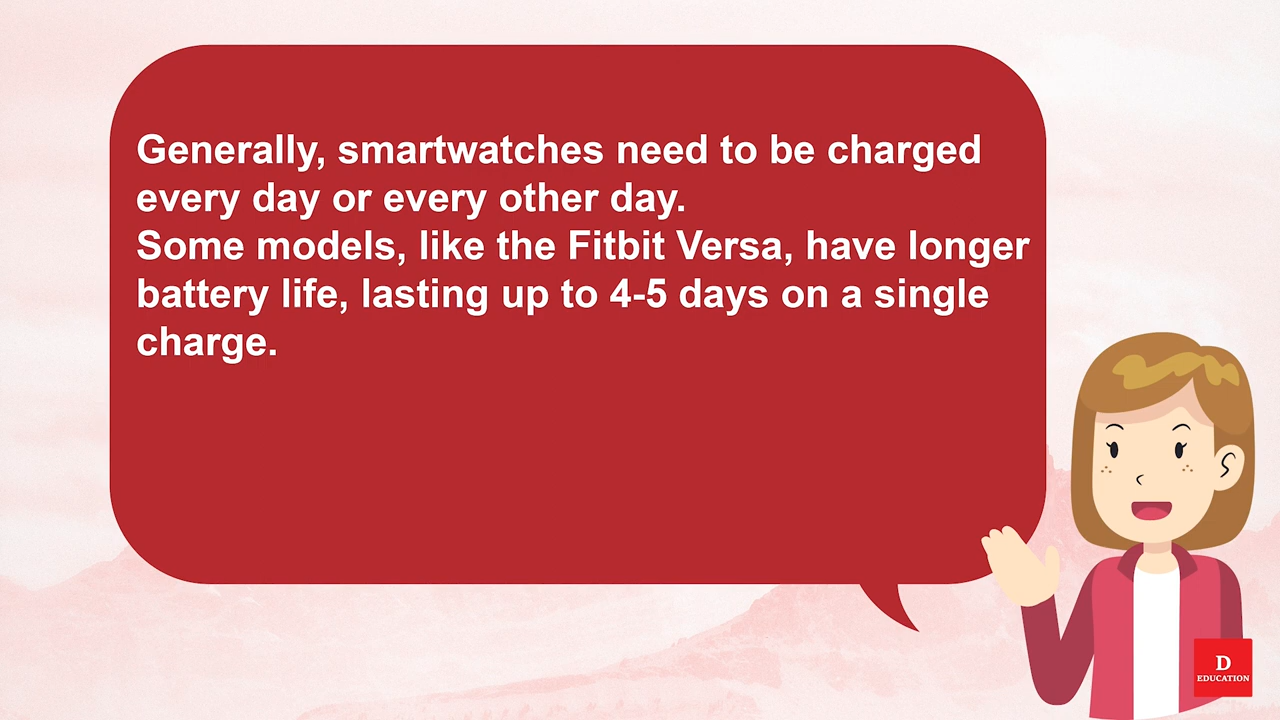 Generally, smartwatches need to be charged
every day or every other day.
Some models, like the Fitbit Versa, have longer
battery life, lasting up to 4-5 days on a single
charge.
D
EDUCATION